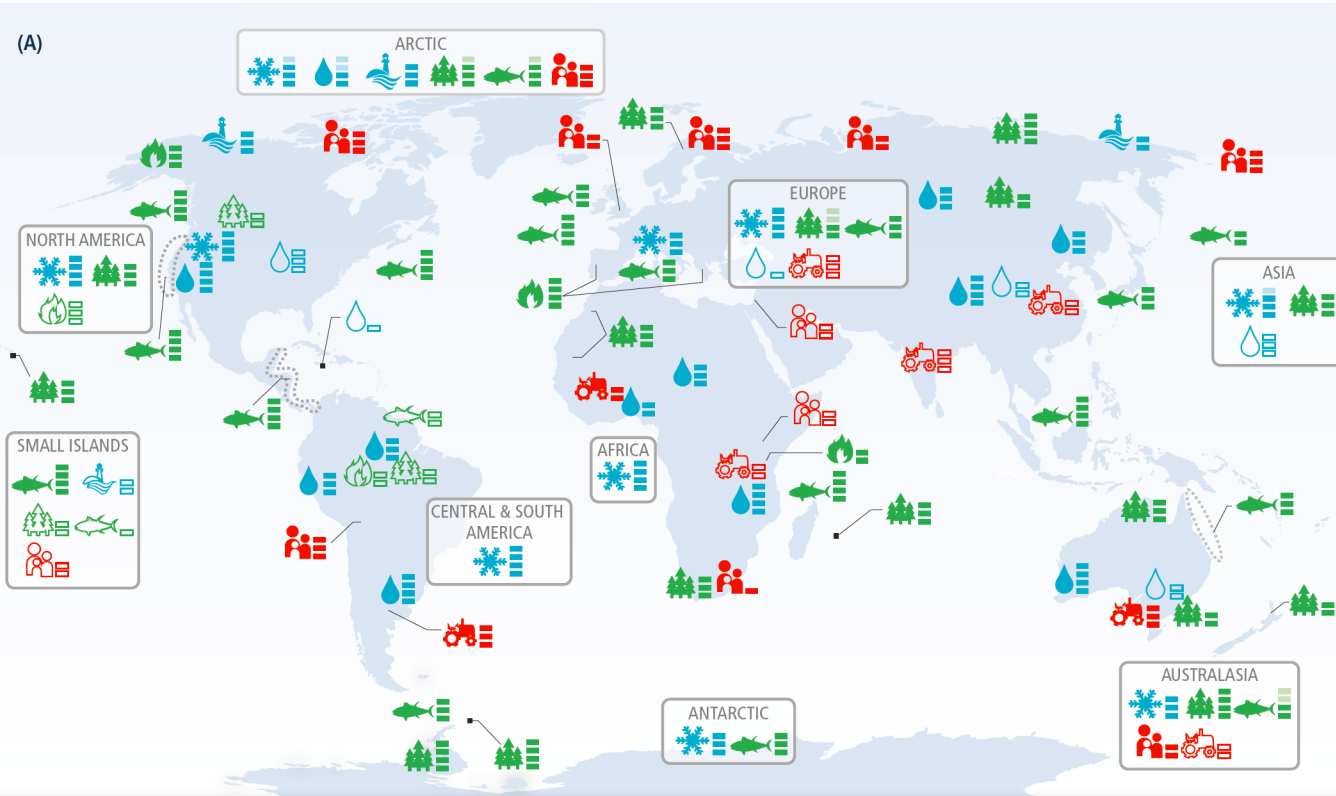 (A)
ARCTIC
EUROPE
NORTH AMERICA
ASIA
SMALL ISLANDS
AFRICA
CENTRAL & SOUTH
AMERICA
AUSTRALASIA
ANTARCTIC